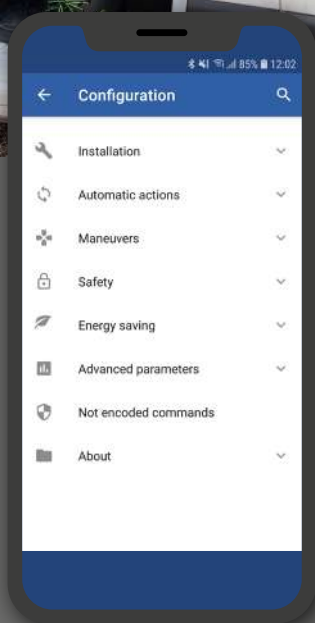 85% 12:02
Configuration
Installation
Automatic actions
Maneuvers
Safety
Energy saving
Advanced parameters
Not encoded commands
About